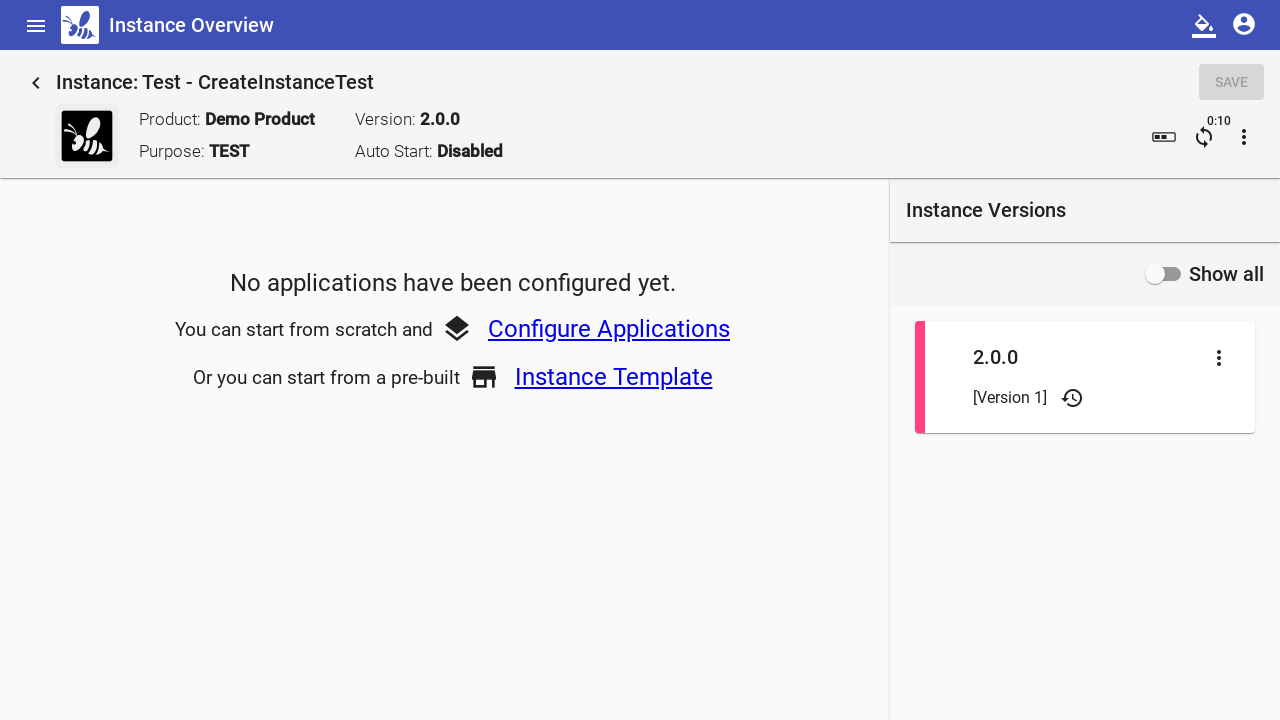 Instance Overview
Instance: Test - CreateInstanceTest
SAVE
Product: Demo Product
Version: 2.0.0
0:10
Purpose: TEST
Auto Start: Disabled
No applications have been configured yet.
You can start from scratch and Configure Applications
Or you can start from a pre-built Instance Template
Instance Versions
Show all
2.0.0
[Version 1]